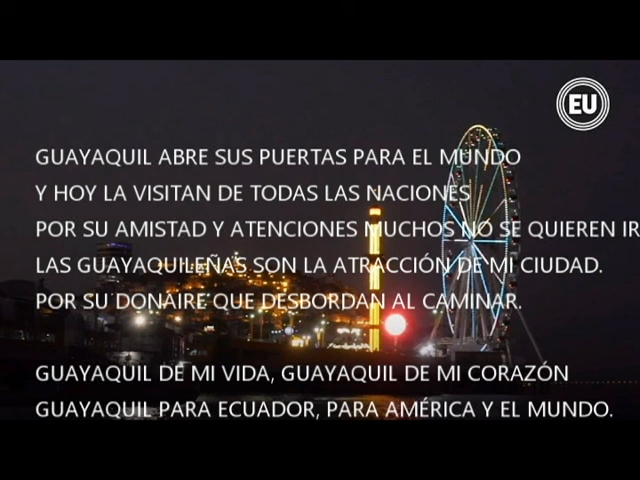 EU
GUAYAQUIL ABRE SUS PUERTAS PARA EL MUNDO
Y HOY LA VISITAN DE TODAS LAS NACIONES
POR SU AMISTAD Y ATENCIONES MUCHOS NO SE QUIEREN IR
LAS GUAYAQUILEÑAS SON LA ATRACCIÓN DE MI CIUDAD.
POR SU DONAIRE QUE DESBORDAN AL CAMINAR.
GUAYAQUIL DE MI VIDA, GUAYAQUIL DE MI CORAZÓN
GUAYAQUIL PARA ECUADOR, PARA AMÉRICA Y EL MUNDO.